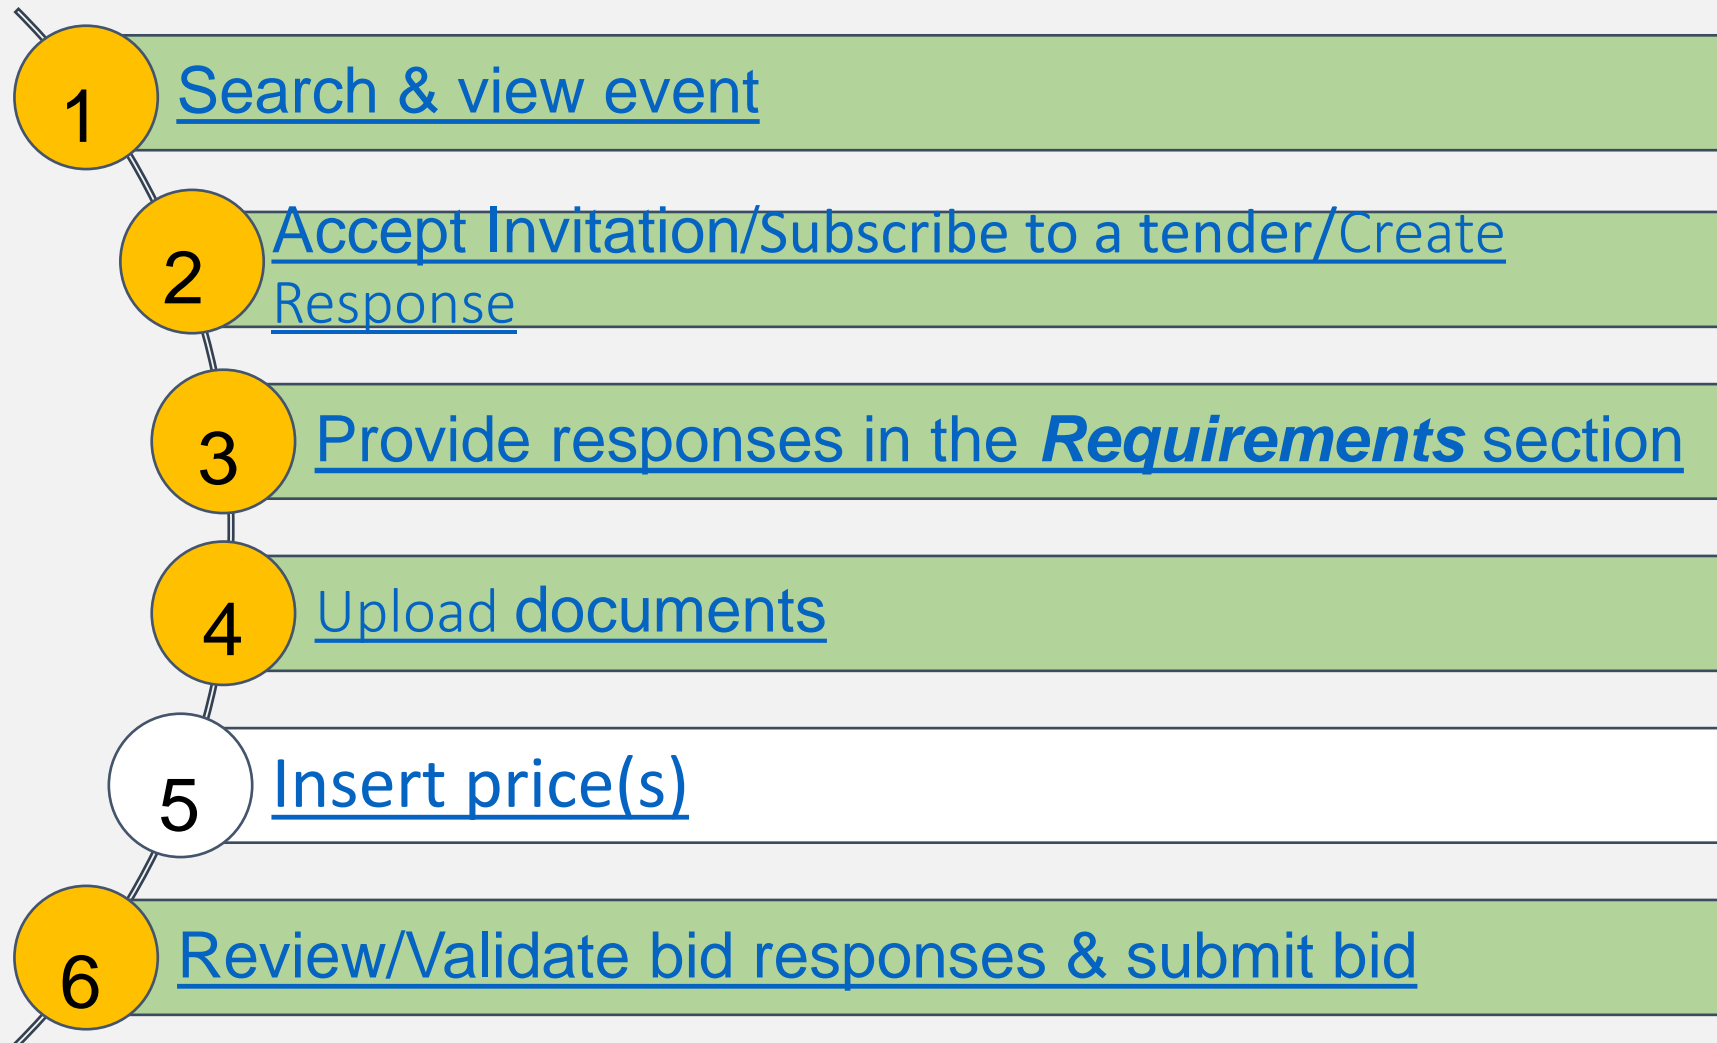 1
Search & view event
2
Accept Invitation/Subscribe to a tender/Create
Response
3
Provide responses in the Requirements section
4
Upload documents
5
Insert price(s)
6
Review/Validate bid responses & submit bid